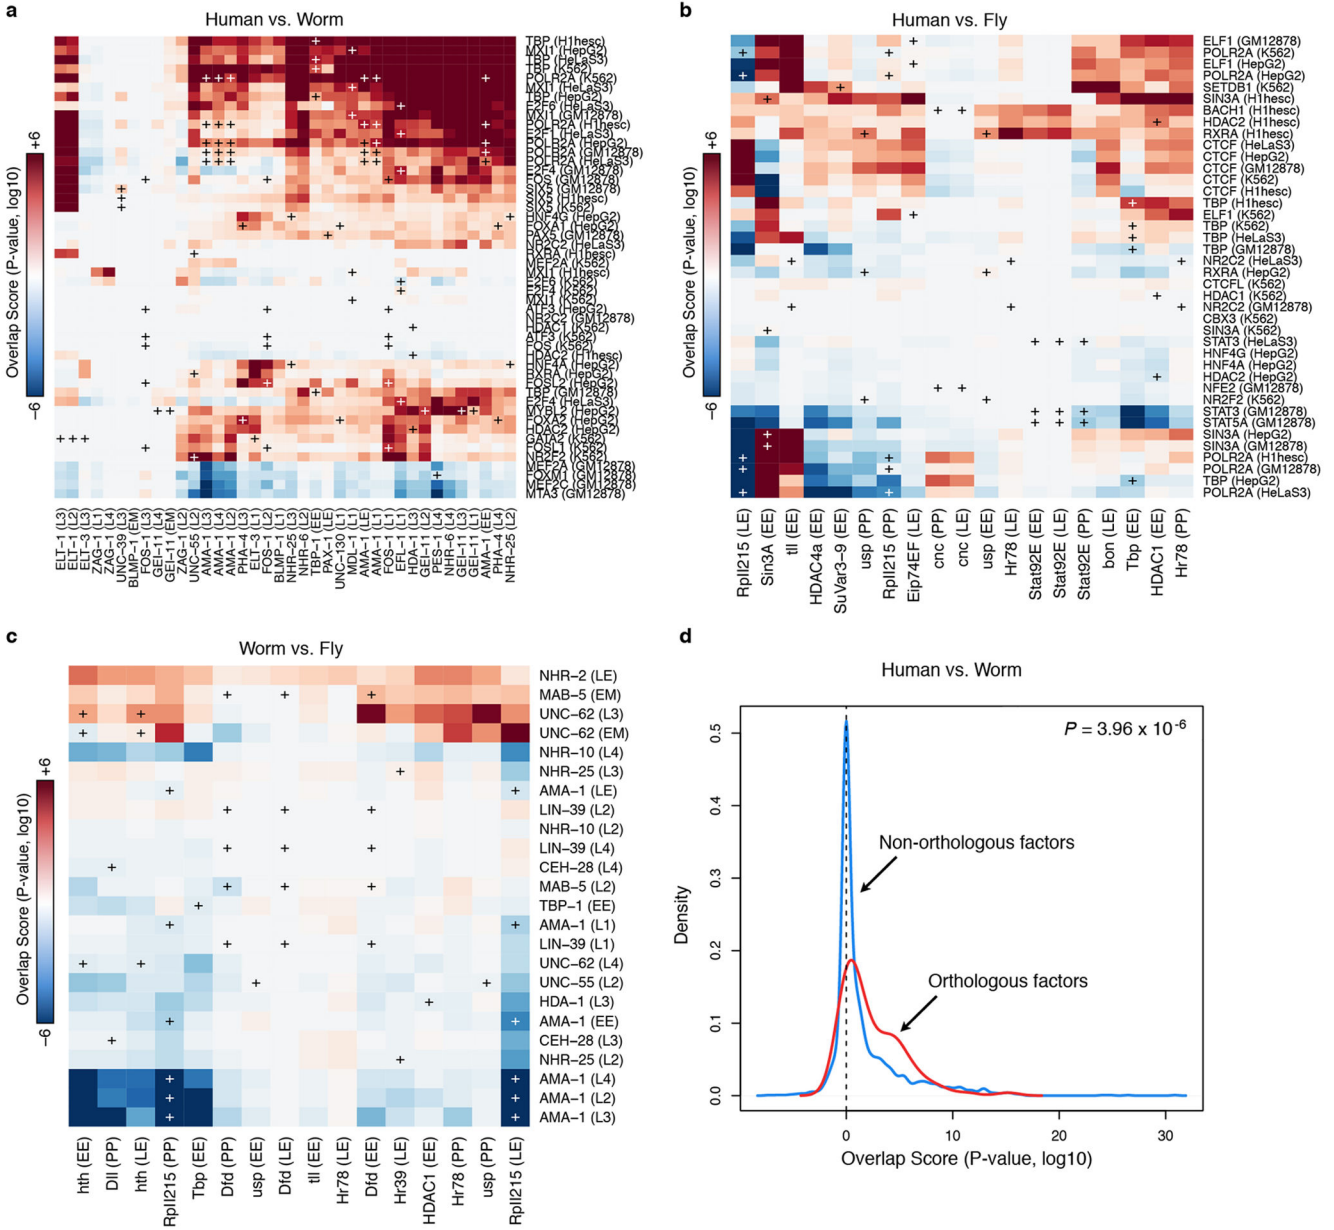 a
Human vs. Worm
Overlap Score (P-value, log10)
+6
−6
TBP (H1hesc)
MXI1 (HepG2)
TBP (HeLaS3)
TBP (K562)
POLR2A (K562)
MXI1 (HeLaS3)
TBP (HepG2)
E2F6 (HeLaS3)
MXI1 (GM12878)
POLR2A (H1hesc)
E2F1 (HeLaS3)
POLR2A (HepG2)
POLR2A (GM12878)
POLR2A (HeLaS3)
E2F4 (GM12878)
FOS (GM12878)
SIX5 (GM12878)
SIX5 (H1hesc)
SIX5 (K562)
HNF4G (HepG2)
FOXA1 (HepG2)
PAX5 (GM12878)
NR2C2 (HeLaS3)
RXRA (H1hesc)
MEF2A (K562)
MXI1 (H1hesc)
E2F6 (K562)
E2F4 (K562)
MXI1 (K562)
ATF3 (HepG2)
NR2C2 (GM12878)
HDAC1 (K562)
ATF3 (K562)
FOS (K562)
HDAC2 (H1hesc)
HNF4A (HepG2)
RXRA (HepG2)
FOSL2 (HepG2)
TBP (GM12878)
E2F4 (HeLaS3)
MYBL2 (HepG2)
FOXA2 (HepG2)
HDAC2 (HepG2)
GATA2 (K562)
FOSL1 (K562)
NR2F2 (K562)
MEF2A (GM12878)
FOXM1 (GM12878)
MEF2C (GM12878)
MTA3 (GM12878)
ELT-1 (L3)
ELT-1 (L2)
ELT-3 (L1)
ZAG-1 (L1)
ZAG-1 (L4)
UNC-39 (L3)
BLMP-1 (EM)
FOS-1 (L3)
GEI-11 (L4)
GEI-11 (EM)
ZAG-1 (L2)
UNC-55 (L2)
AMA-1 (L3)
AMA-1 (L4)
AMA-1 (L2)
PHA-4 (L3)
ELT-3 (L1)
FOS-1 (L2)
BLMP-1 (L1)
NHR-25 (L3)
NHR-6 (L2)
TBP-1 (EE)
PAX-1 (LE)
UNC-130 (L1)
MDL-1 (L1)
AMA-1 (LE)
AMA-1 (L1)
FOS-1 (L1)
EFL-1 (L1)
HDA-1 (L3)
GEI-11 (L2)
PES-1 (L4)
NHR-6 (L4)
GEI-11 (L3)
GEI-11 (L1)
AMA-1 (EE)
PHA-4 (L4)
NHR-25 (L2)
b
Human vs. Fly
Overlap Score (P-value, log10)
+6
−6
ELF1 (GM12878)
POLR2A (K562)
ELF1 (HepG2)
POLR2A (HepG2)
SETDB1 (K562)
SIN3A (H1hesc)
BACH1 (H1hesc)
HDAC2 (H1hesc)
RXRA (H1hesc)
CTCF (HeLaS3)
CTCF (HepG2)
CTCF (GM12878)
CTCF (K562)
CTCF (H1hesc)
TBP (H1hesc)
ELF1 (K562)
TBP (K562)
TBP (HeLaS3)
TBP (GM12878)
NR2C2 (HeLaS3)
RXRA (HepG2)
CTCFL (K562)
HDAC1 (K562)
NR2C2 (GM12878)
CBX3 (K562)
SIN3A (K562)
STAT3 (HeLaS3)
HNF4G (HepG2)
HNF4A (HepG2)
HDAC2 (HepG2)
NFE2 (GM12878)
NR2F2 (K562)
STAT3 (GM12878)
STAT5A (GM12878)
SIN3A (HepG2)
SIN3A (GM12878)
POLR2A (H1hesc)
POLR2A (GM12878)
TBP (HepG2)
POLR2A (HeLaS3)
RpII215 (LE)
Sin3A (EE)
tll (EE)
HDAC4a (EE)
SuVar3-9 (EE)
usp (PP)
RpII215 (PP)
Eip74EF (LE)
cnc (PP)
cnc (LE)
usp (EE)
Hr78 (LE)
Stat92E (EE)
Stat92E (LE)
Stat92E (PP)
bon (LE)
Tbp (EE)
HDAC1 (EE)
Hr78 (PP)
c
Worm vs. Fly
Overlap Score (P-value, log10)
+6
−6
NHR-2 (LE)
MAB-5 (EM)
UNC-62 (L3)
UNC-62 (EM)
NHR-10 (L4)
NHR-25 (L3)
AMA-1 (LE)
LIN-39 (L2)
NHR-10 (L2)
LIN-39 (L4)
CEH-28 (L4)
MAB-5 (L2)
TBP-1 (EE)
AMA-1 (L1)
LIN-39 (L1)
UNC-62 (L4)
UNC-55 (L2)
HDA-1 (L3)
AMA-1 (EE)
CEH-28 (L3)
NHR-25 (L2)
AMA-1 (L4)
AMA-1 (L2)
AMA-1 (L3)
hth (EE)
Dll (PP)
hth (LE)
RpII215 (PP)
Tbp (EE)
Dfd (PP)
usp (EE)
Dfd (LE)
tll (EE)
Hr78 (LE)
Dfd (EE)
Hr39 (LE)
HDAC1 (EE)
Hr78 (PP)
usp (PP)
RpII215 (LE)
d
Human vs. Worm
P = 3.96 x 10-6
Non-orthologous factors
Orthologous factors
Density
0.5
0.4
0.3
0.2
0.1
0.0
0
10
20
30
Overlap Score (P-value, log10)